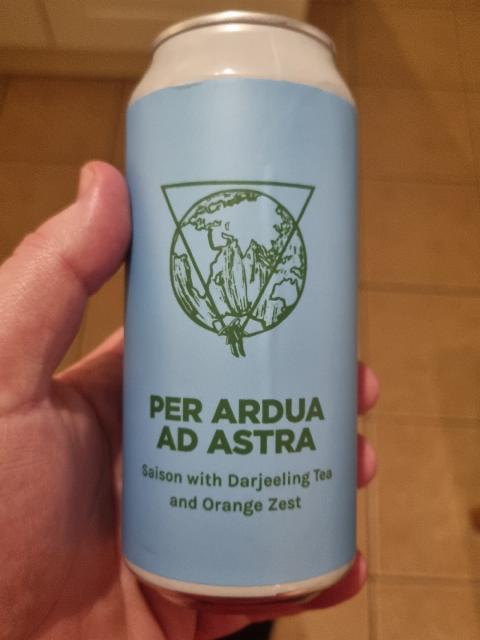 PER ARDUA
AD ASTRA
Saison with Darjeeling Tea
and Orange Zest